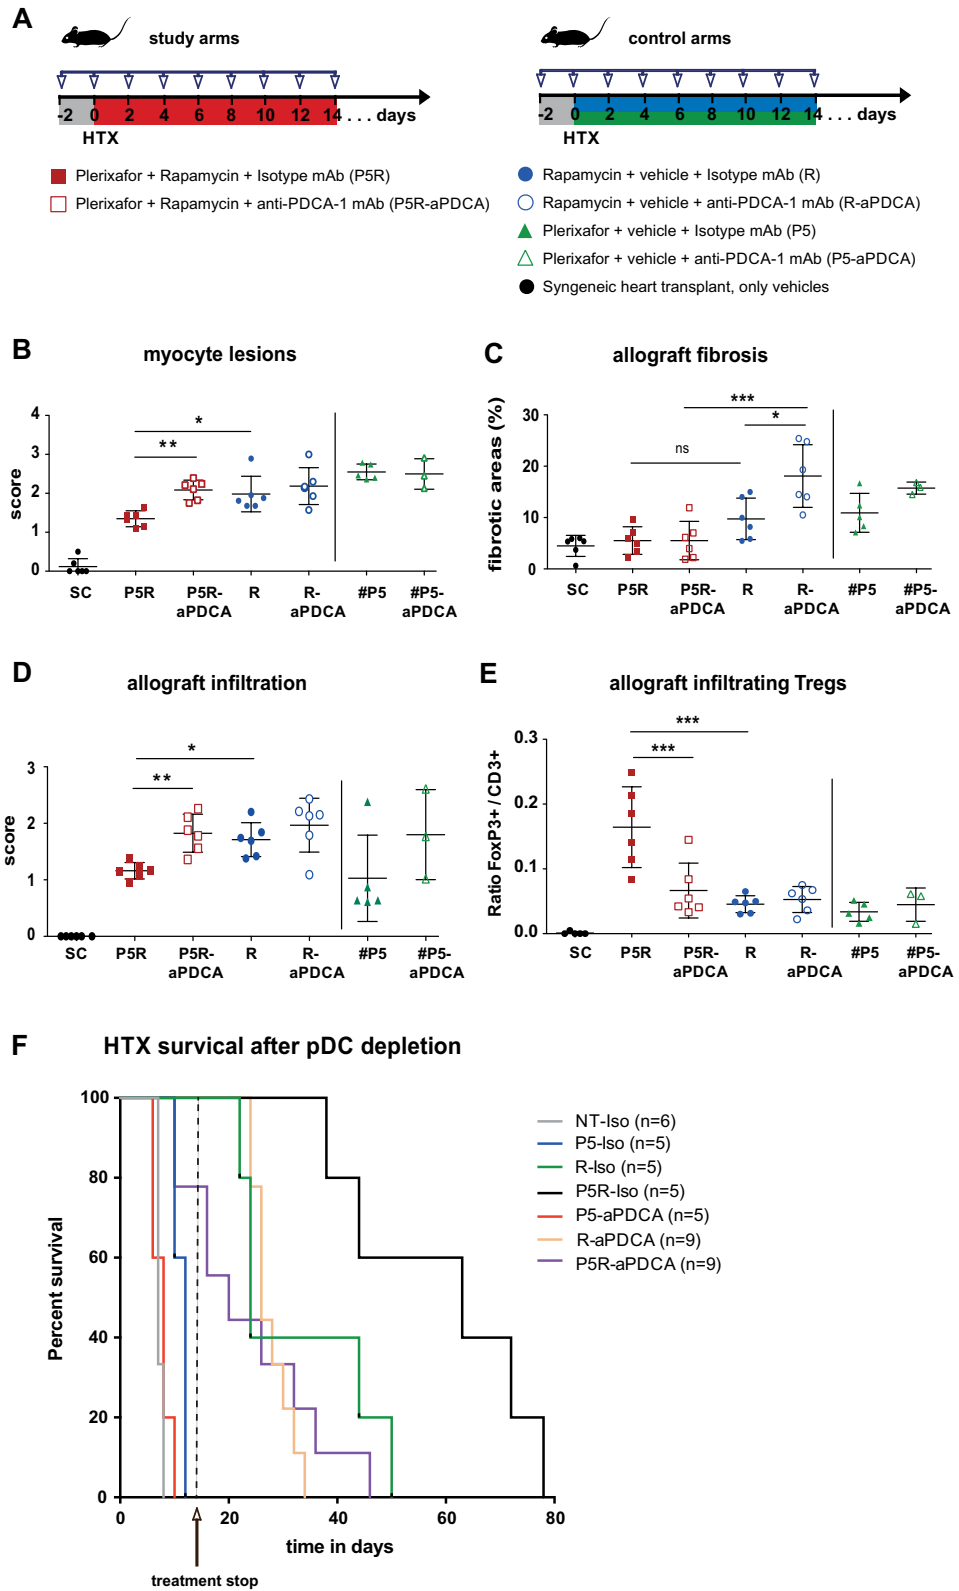 A
study arms
control arms
-2 0 2 4 6 8 10 12 14 . . . days
HTX
-2 0 2 4 6 8 10 12 14 . . . days
HTX
Plerixafor + Rapamycin + Isotype mAb (P5R)
Plerixafor + Rapamycin + anti-PDCA-1 mAb (P5R-aPDCA)
Rapamycin + vehicle + Isotype mAb (R)
Rapamycin + vehicle + anti-PDCA-1 mAb (R-aPDCA)
Plerixafor + vehicle + Isotype mAb (P5)
Plerixafor + vehicle + anti-PDCA-1 mAb (P5-aPDCA)
Syngeneic heart transplant, only vehicles
B
myocyte lesions
score
4
3
2
1
0
*
**
SC P5R P5R-aPDCA R R-aPDCA #P5 #P5-aPDCA
C
allograft fibrosis
fibrotic areas (%)
30
20
10
0
***
*
ns
SC P5R P5R-aPDCA R R-aPDCA #P5 #P5-aPDCA
D
allograft infiltration
score
3
2
1
0
*
**
SC P5R P5R-aPDCA R R-aPDCA #P5 #P5-aPDCA
E
allograft infiltrating Tregs
Ratio FoxP3+ / CD3+
0.3
0.2
0.1
0.0
***
***
SC P5R P5R-aPDCA R R-aPDCA #P5 #P5-aPDCA
F
HTX survical after pDC depletion
Percent survival
100
80
60
40
20
0
0 20 40 60 80
time in days
treatment stop
NT-Iso (n=6)
P5-Iso (n=5)
R-Iso (n=5)
P5R-Iso (n=5)
P5-aPDCA (n=5)
R-aPDCA (n=9)
P5R-aPDCA (n=9)